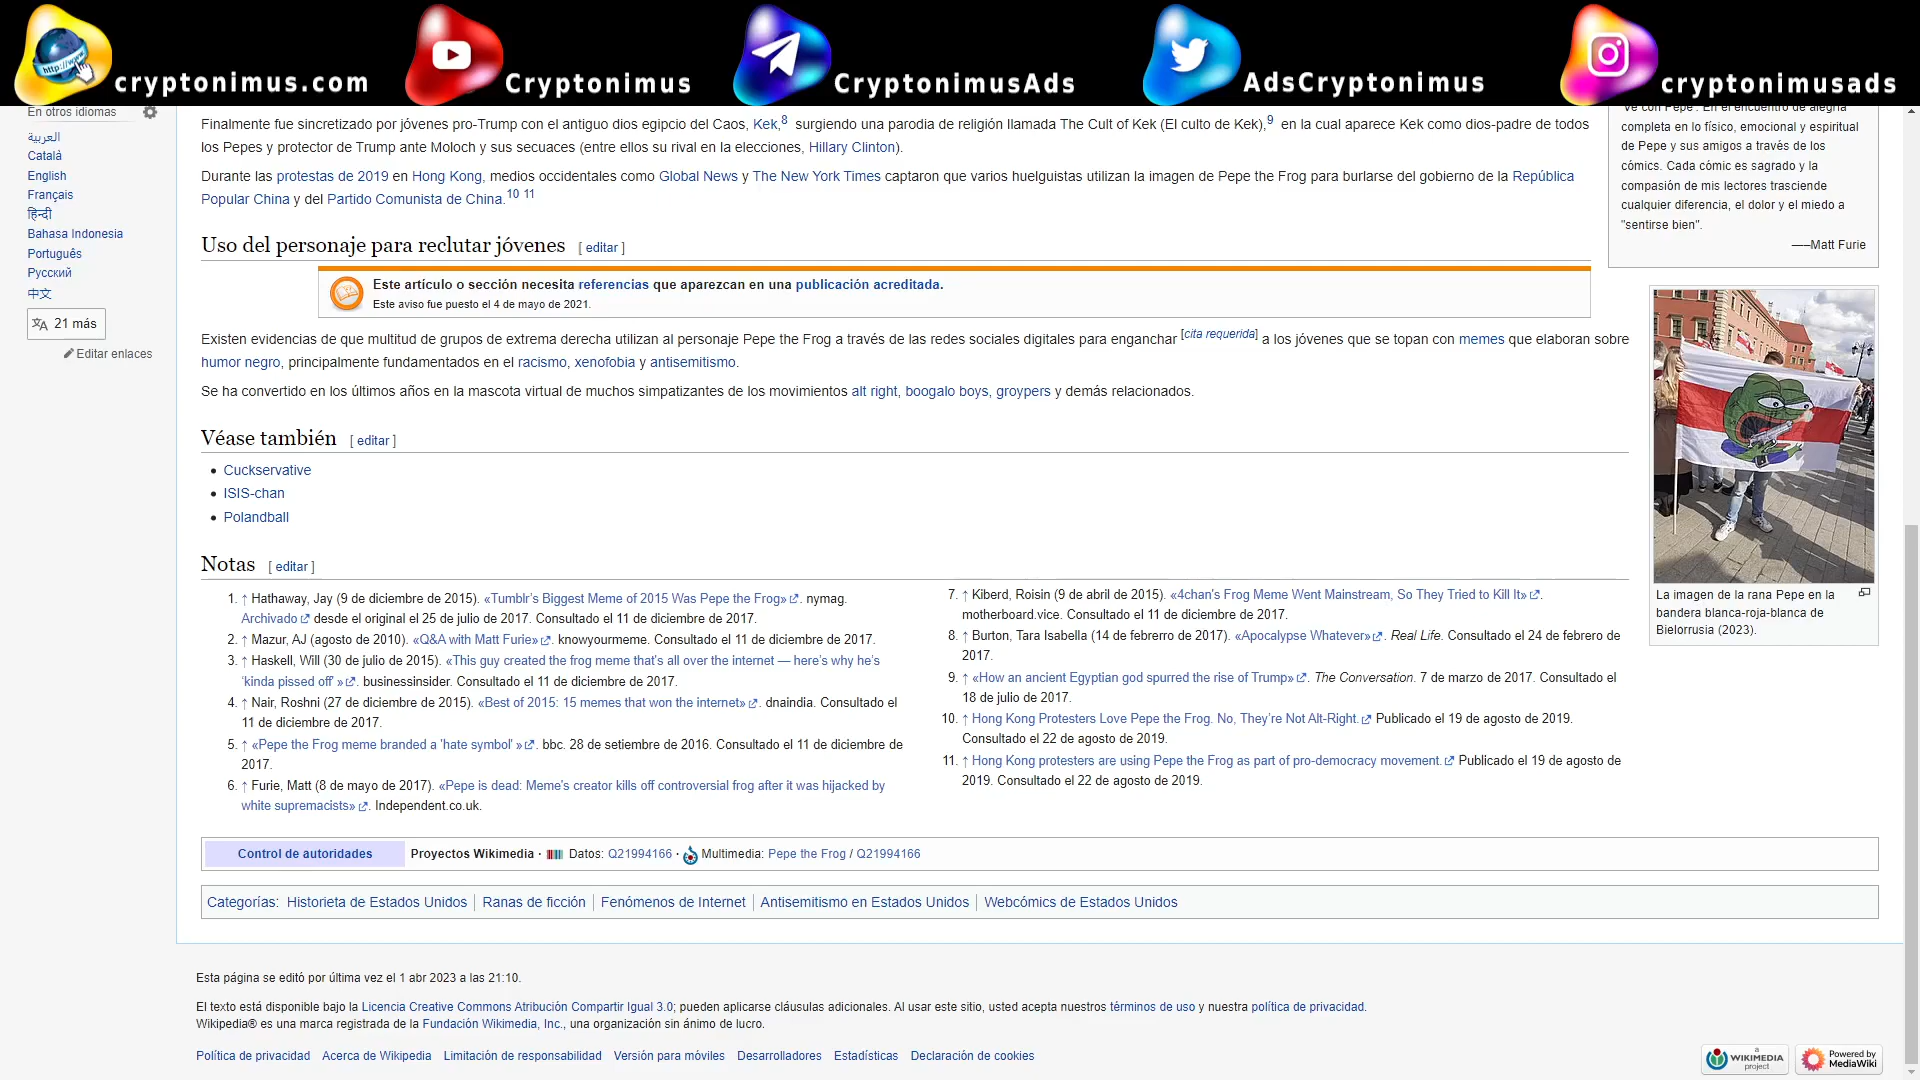 cryptonimus.com
Cryptonimus
CryptonimusAds
AdsCryptonimus
cryptonimusads
http://www
En otros idiomas
العربية
Català
English
Français
हिन्दी
Bahasa Indonesia
Português
Русский
中文
21 más
Editar enlaces
Finalmente fue sincretizado por jóvenes pro-Trump con el antiguo dios egipcio del Caos, Kek,8 surgiendo una parodia de religión llamada The Cult of Kek (El culto de Kek),9 en la cual aparece Kek como dios-padre de todos
los Pepes y protector de Trump ante Moloch y sus secuaces (entre ellos su rival en la elecciones, Hillary Clinton).
Durante las protestas de 2019 en Hong Kong, medios occidentales como Global News y The New York Times captaron que varios huelguistas utilizan la imagen de Pepe the Frog para burlarse del gobierno de la República
Popular China y del Partido Comunista de China.10 11
Uso del personaje para reclutar jóvenes [ editar ]
Este artículo o sección necesita referencias que aparezcan en una publicación acreditada.
Este aviso fue puesto el 4 de mayo de 2021.
Existen evidencias de que multitud de grupos de extrema derecha utilizan al personaje Pepe the Frog a través de las redes sociales digitales para enganchar [cita requerida] a los jóvenes que se topan con memes que elaboran sobre
humor negro, principalmente fundamentados en el racismo, xenofobia y antisemitismo.
Se ha convertido en los últimos años en la mascota virtual de muchos simpatizantes de los movimientos alt right, boogalo boys, groypers y demás relacionados.
Véase también [ editar ]
Cuckservative
ISIS-chan
Polandball
Notas [ editar ]
1. ↑ Hathaway, Jay (9 de diciembre de 2015). «Tumblr's Biggest Meme of 2015 Was Pepe the Frog». nymag.
Archivado desde el original el 25 de julio de 2017. Consultado el 11 de diciembre de 2017.
2. ↑ Mazur, AJ (agosto de 2010). «Q&A with Matt Furie». knowyourmeme. Consultado el 11 de diciembre de 2017.
3. ↑ Haskell, Will (30 de julio de 2015). «This guy created the frog meme that's all over the internet — here's why he's
'kinda pissed off' ». businessinsider. Consultado el 11 de diciembre de 2017.
4. ↑ Nair, Roshni (27 de diciembre de 2015). «Best of 2015: 15 memes that won the internet». dnaindia. Consultado el
11 de diciembre de 2017.
5. ↑ «Pepe the Frog meme branded a 'hate symbol' ». bbc. 28 de setiembre de 2016. Consultado el 11 de diciembre de
2017.
6. ↑ Furie, Matt (8 de mayo de 2017). «Pepe is dead: Meme's creator kills off controversial frog after it was hijacked by
white supremacists». Independent.co.uk.
7. ↑ Kiberd, Roisin (9 de abril de 2015). «4chan's Frog Meme Went Mainstream, So They Tried to Kill It».
motherboard.vice. Consultado el 11 de diciembre de 2017.
8. ↑ Burton, Tara Isabella (14 de febrerro de 2017). «Apocalypse Whatever». Real Life. Consultado el 24 de febrero de
2017.
9. ↑ «How an ancient Egyptian god spurred the rise of Trump». The Conversation. 7 de marzo de 2017. Consultado el
18 de julio de 2017.
10. ↑ Hong Kong Protesters Love Pepe the Frog. No, They're Not Alt-Right. Publicado el 19 de agosto de 2019.
Consultado el 22 de agosto de 2019.
11. ↑ Hong Kong protesters are using Pepe the Frog as part of pro-democracy movement. Publicado el 19 de agosto de
2019. Consultado el 22 de agosto de 2019.
"Ve con Pepe". En el encuentro de alegría
completa en lo físico, emocional y espiritual
de Pepe y sus amigos a través de los
cómics. Cada cómic es sagrado y la
compasión de mis lectores trasciende
cualquier diferencia, el dolor y el miedo a
"sentirse bien".
——Matt Furie
La imagen de la rana Pepe en la
bandera blanca-roja-blanca de
Bielorrusia (2023).
Control de autoridades
Proyectos Wikimedia · Datos: Q21994166 · Multimedia: Pepe the Frog / Q21994166
Categorías: Historieta de Estados Unidos | Ranas de ficción | Fenómenos de Internet | Antisemitismo en Estados Unidos | Webcómics de Estados Unidos
Esta página se editó por última vez el 1 abr 2023 a las 21:10.
El texto está disponible bajo la Licencia Creative Commons Atribución Compartir Igual 3.0; pueden aplicarse cláusulas adicionales. Al usar este sitio, usted acepta nuestros términos de uso y nuestra política de privacidad.
Wikipedia® es una marca registrada de la Fundación Wikimedia, Inc., una organización sin ánimo de lucro.
Política de privacidad Acerca de Wikipedia Limitación de responsabilidad Versión para móviles Desarrolladores Estadísticas Declaración de cookies
a
WIKIMEDIA
project
Powered by
MediaWiki